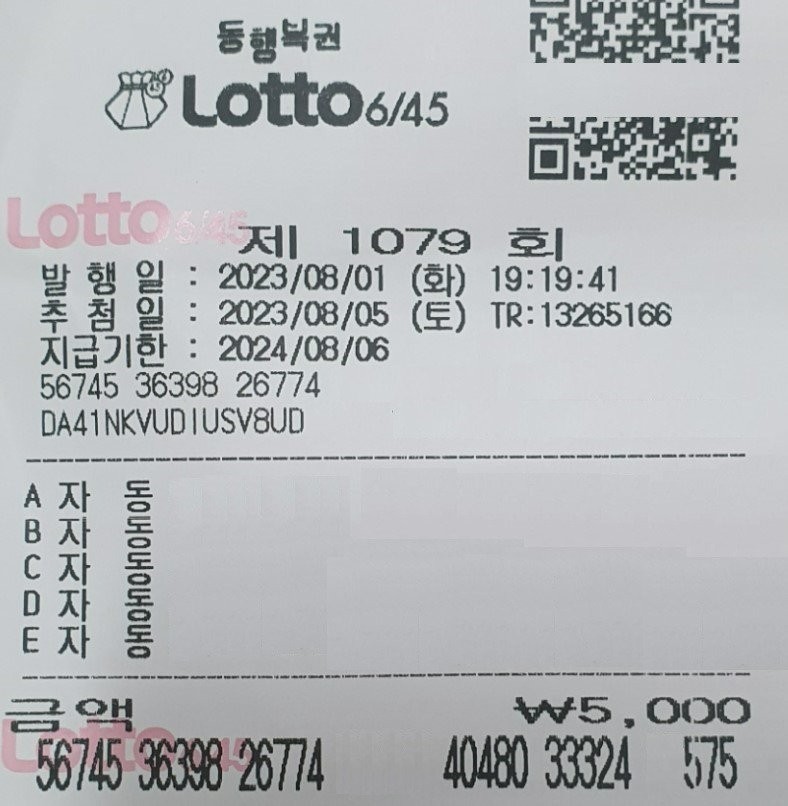 동행복권
Lotto 6/45
Lotto 6/45
제 1079 회
발 행 일 : 2023/08/01 (화) 19:19:41
추 첨 일 : 2023/08/05 (토) TR:13265166
지급기한 : 2024/08/06
56745 36398 26774
DA41NKVUDIUSV8UD
A 자 동
B 자 동
C 자 동
D 자 동
E 자 동
금액 ₩5,000
Lotto 6/45
56745 36398 26774 40480 33324 575